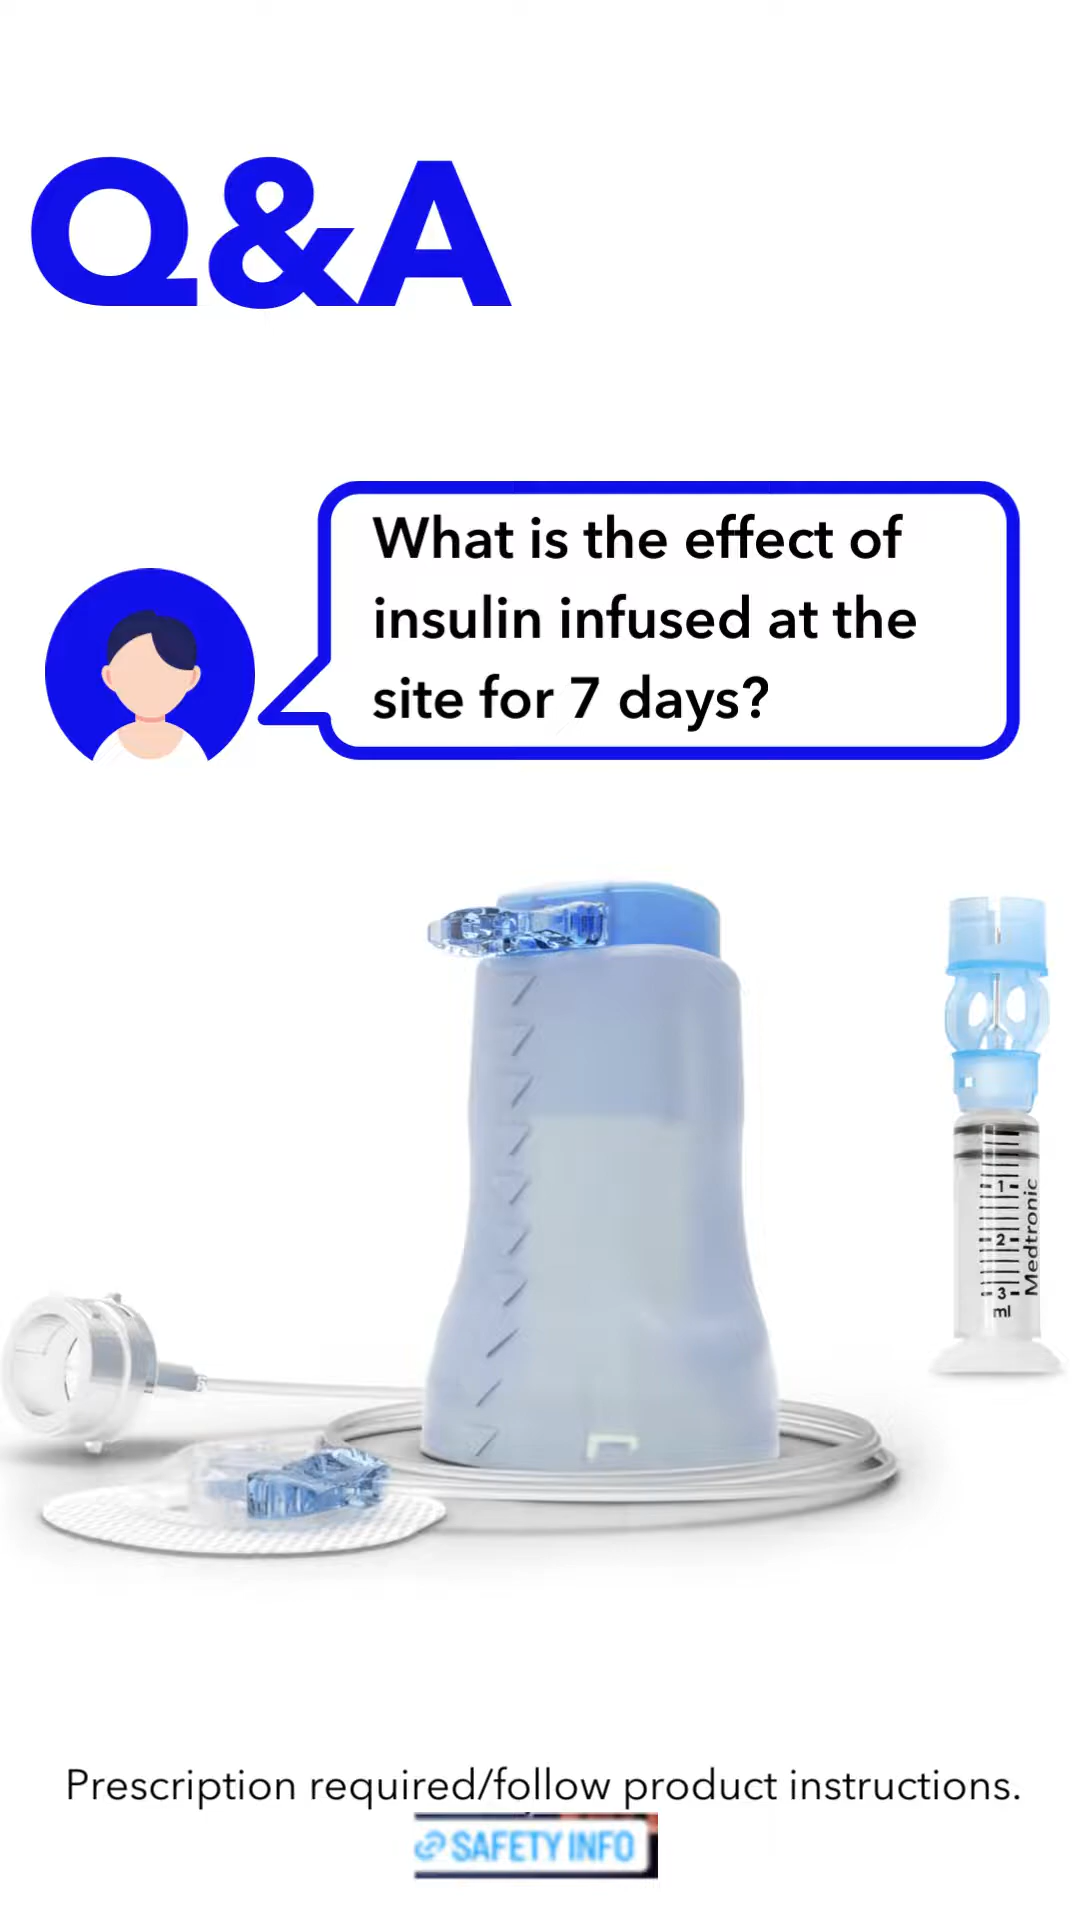 Q&A
What is the effect of
insulin infused at the
site for 7 days?
1
2
3
ml
Medtronic
Prescription required/follow product instructions.
SAFETY INFO